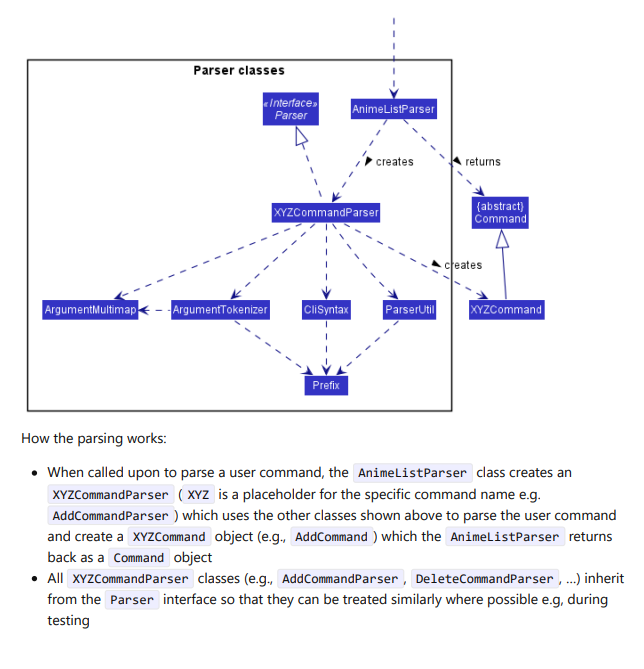 Parser classes
«Interface»
Parser
AnimeListParser
creates
returns
{abstract}
Command
XYZCommandParser
creates
ArgumentMultimap
ArgumentTokenizer
CliSyntax
ParserUtil
XYZCommand
Prefix
How the parsing works:
• When called upon to parse a user command, the AnimeListParser class creates an
XYZCommandParser ( XYZ is a placeholder for the specific command name e.g.
AddCommandParser ) which uses the other classes shown above to parse the user command
and create a XYZCommand object (e.g., AddCommand ) which the AnimeListParser returns
back as a Command object
• All XYZCommandParser classes (e.g., AddCommandParser , DeleteCommandParser , ...) inherit
from the Parser interface so that they can be treated similarly where possible e.g, during
testing